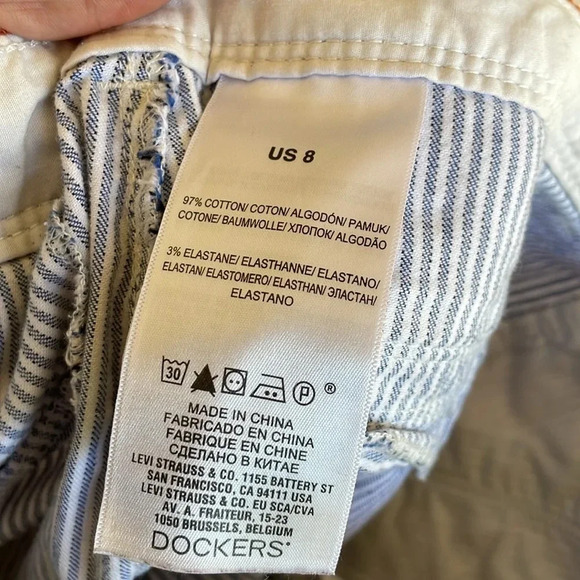 US 8
97% COTTON/ COTON/ ALGODÓN/ PAMUK/
COTONE/ BAUMWOLLE/ ХЛОПОК/ ALGODÃO
3% ELASTANE/ ELASTHANNE/ ELASTANO/
ELASTAN/ ELASTOMERO/ ELASTHAN/ ЭЛАСТАН/
ELASTANO
30 P ®
MADE IN CHINA
FABRICADO EN CHINA
FABRIQUE EN CHINE
СДЕЛАНО В КИТАЕ
LEVI STRAUSS & CO. 1155 BATTERY ST
SAN FRANCISCO, CA 94111 USA
LEVI STRAUSS & CO. EU SCA/CVA
AV. A. FRAITEUR, 15-23
1050 BRUSSELS, BELGIUM
DOCKERS